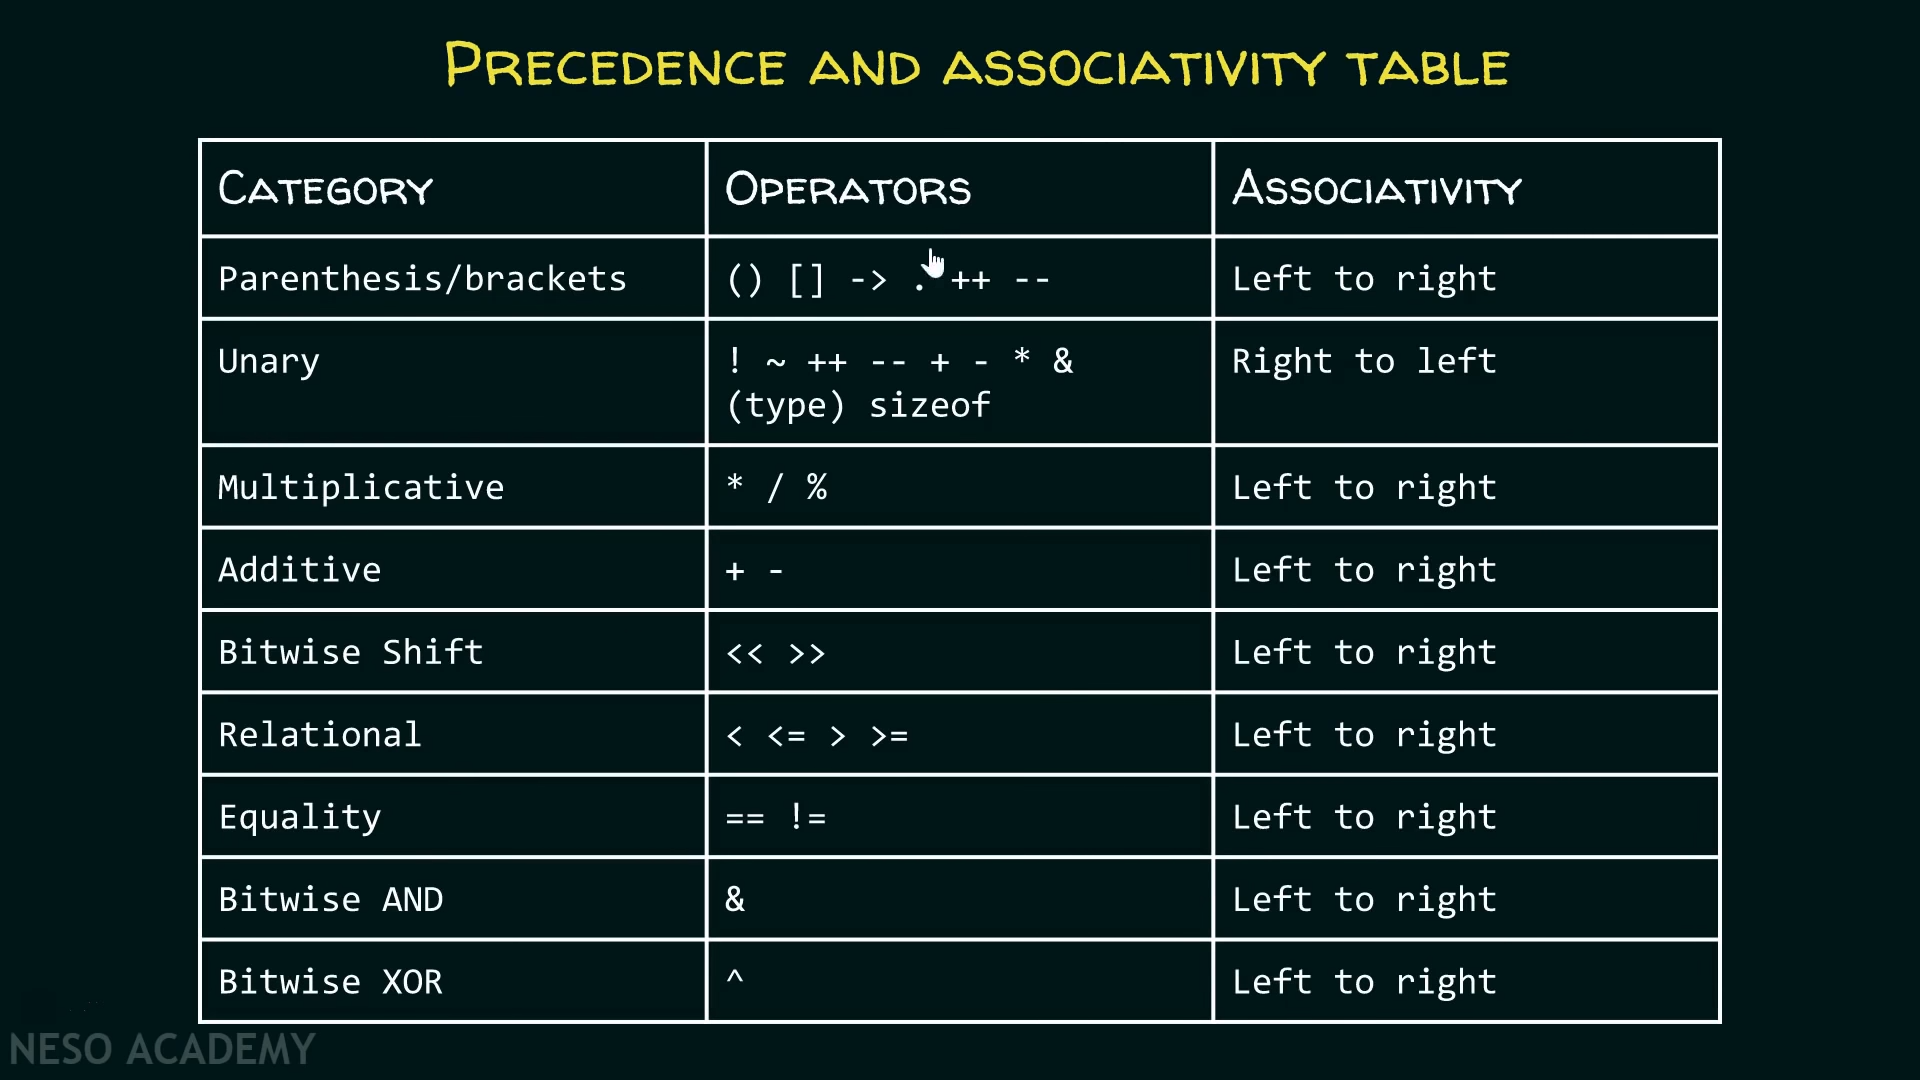 PRECEDENCE AND ASSOCIATIVITY TABLE
CATEGORY OPERATORS ASSOCIATIVITY
Parenthesis/brackets () [] -> . ++ -- Left to right
Unary ! ~ ++ -- + - * & Right to left
(type) sizeof
Multiplicative * / % Left to right
Additive + - Left to right
Bitwise Shift << >> Left to right
Relational < <= > >= Left to right
Equality == != Left to right
Bitwise AND & Left to right
Bitwise XOR ^ Left to right
NESO ACADEMY